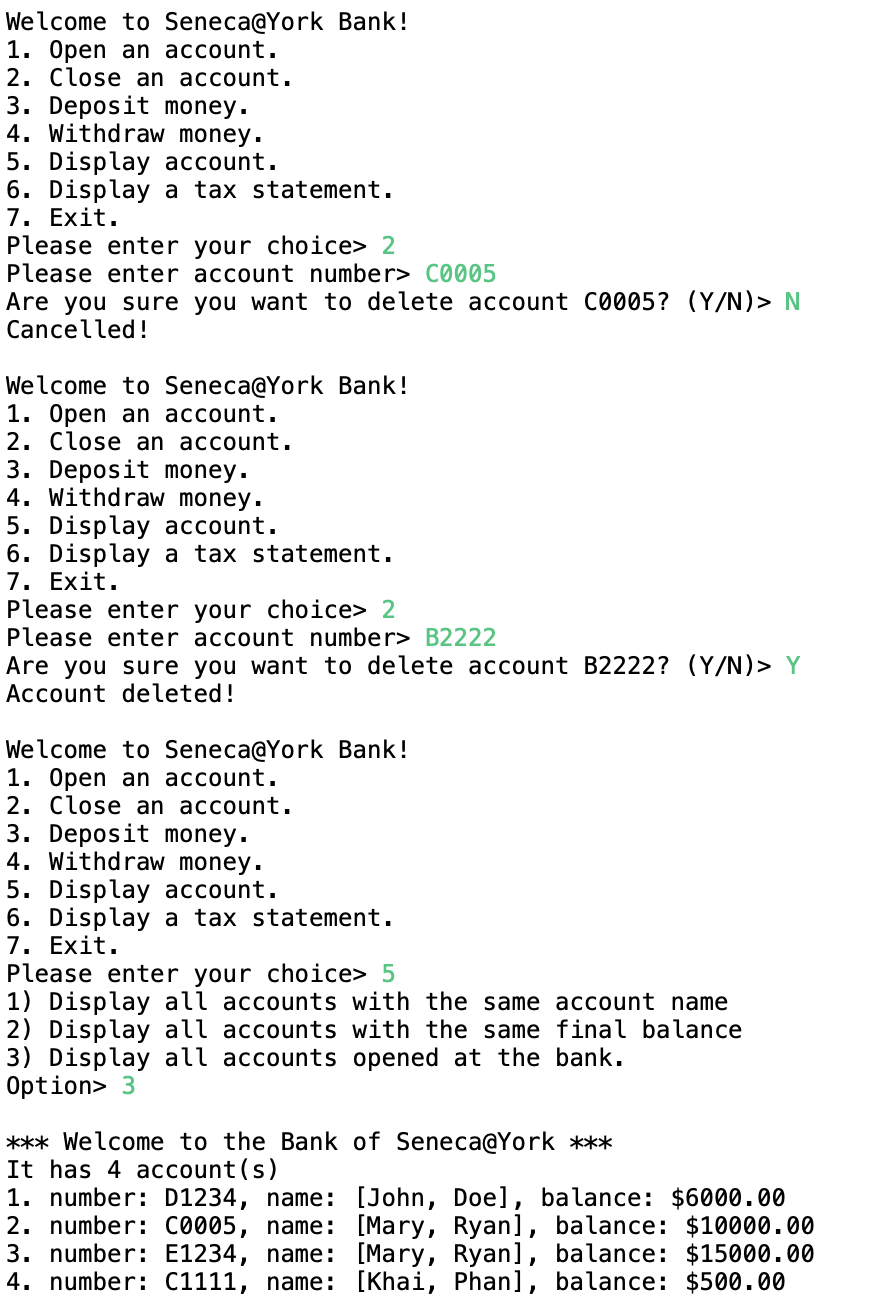 Welcome to Seneca@York Bank!
1. Open an account.
2. Close an account.
3. Deposit money.
4. Withdraw money.
5. Display account.
6. Display a tax statement.
7. Exit.
Please enter your choice> 2
Please enter account number> C0005
Are you sure you want to delete account C0005? (Y/N)> N
Cancelled!

Welcome to Seneca@York Bank!
1. Open an account.
2. Close an account.
3. Deposit money.
4. Withdraw money.
5. Display account.
6. Display a tax statement.
7. Exit.
Please enter your choice> 2
Please enter account number> B2222
Are you sure you want to delete account B2222? (Y/N)> Y
Account deleted!

Welcome to Seneca@York Bank!
1. Open an account.
2. Close an account.
3. Deposit money.
4. Withdraw money.
5. Display account.
6. Display a tax statement.
7. Exit.
Please enter your choice> 5
1) Display all accounts with the same account name
2) Display all accounts with the same final balance
3) Display all accounts opened at the bank.
Option> 3

*** Welcome to the Bank of Seneca@York ***
It has 4 account(s)
1. number: D1234, name: [John, Doe], balance: $6000.00
2. number: C0005, name: [Mary, Ryan], balance: $10000.00
3. number: E1234, name: [Mary, Ryan], balance: $15000.00
4. number: C1111, name: [Khai, Phan], balance: $500.00